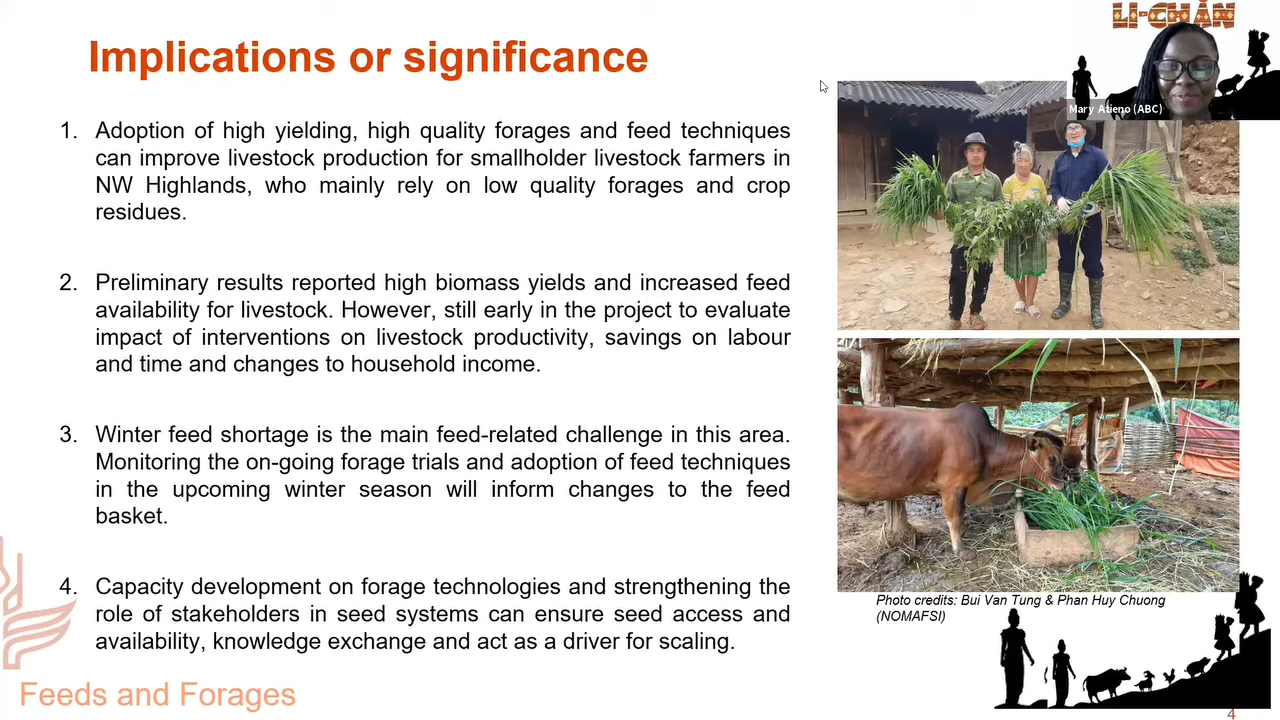 LI-CHĂN
Implications or significance
Mary Atieno (ABC)
1. Adoption of high yielding, high quality forages and feed techniques
can improve livestock production for smallholder livestock farmers in
NW Highlands, who mainly rely on low quality forages and crop
residues.
2. Preliminary results reported high biomass yields and increased feed
availability for livestock. However, still early in the project to evaluate
impact of interventions on livestock productivity, savings on labour
and time and changes to household income.
3. Winter feed shortage is the main feed-related challenge in this area.
Monitoring the on-going forage trials and adoption of feed techniques
in the upcoming winter season will inform changes to the feed
basket.
4. Capacity development on forage technologies and strengthening the
role of stakeholders in seed systems can ensure seed access and
availability, knowledge exchange and act as a driver for scaling.
Photo credits: Bui Van Tung & Phan Huy Chuong
(NOMAFSI)
Feeds and Forages
4